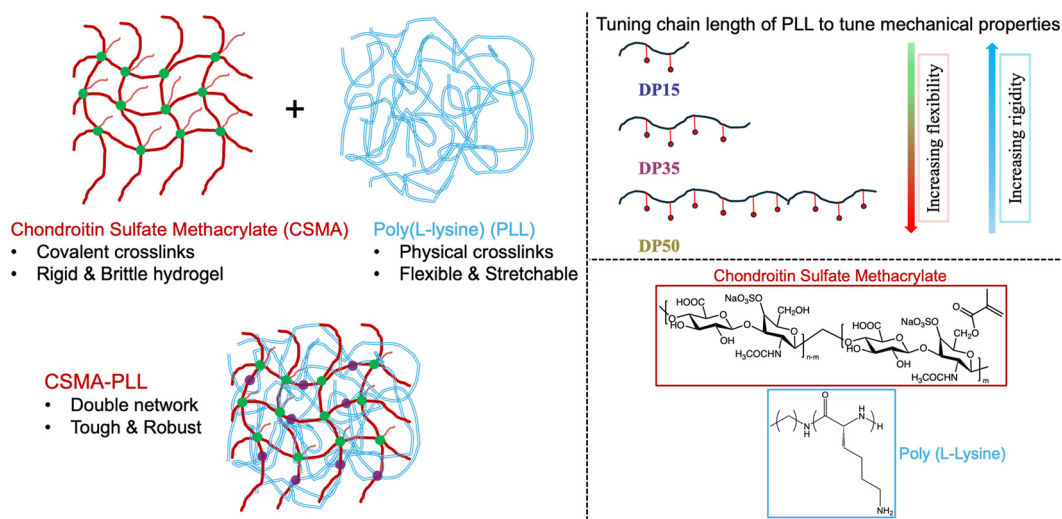 +
Chondroitin Sulfate Methacrylate (CSMA)
• Covalent crosslinks
• Rigid & Brittle hydrogel
Poly(L-lysine) (PLL)
• Physical crosslinks
• Flexible & Stretchable
CSMA-PLL
• Double network
• Tough & Robust
Tuning chain length of PLL to tune mechanical properties
DP15
DP35
DP50
Increasing flexibility
Increasing rigidity
Chondroitin Sulfate Methacrylate
HOOC
O
HO
OH
O
NaO₃SO
CH₂OH
O
H₃COCHN
n-m
HOOC
O
HO
OH
O
NaO₃SO
O
CH₂O
O
H₃COCHN
m
O
N
H
H
N
H
NH₂
Poly (L-Lysine)